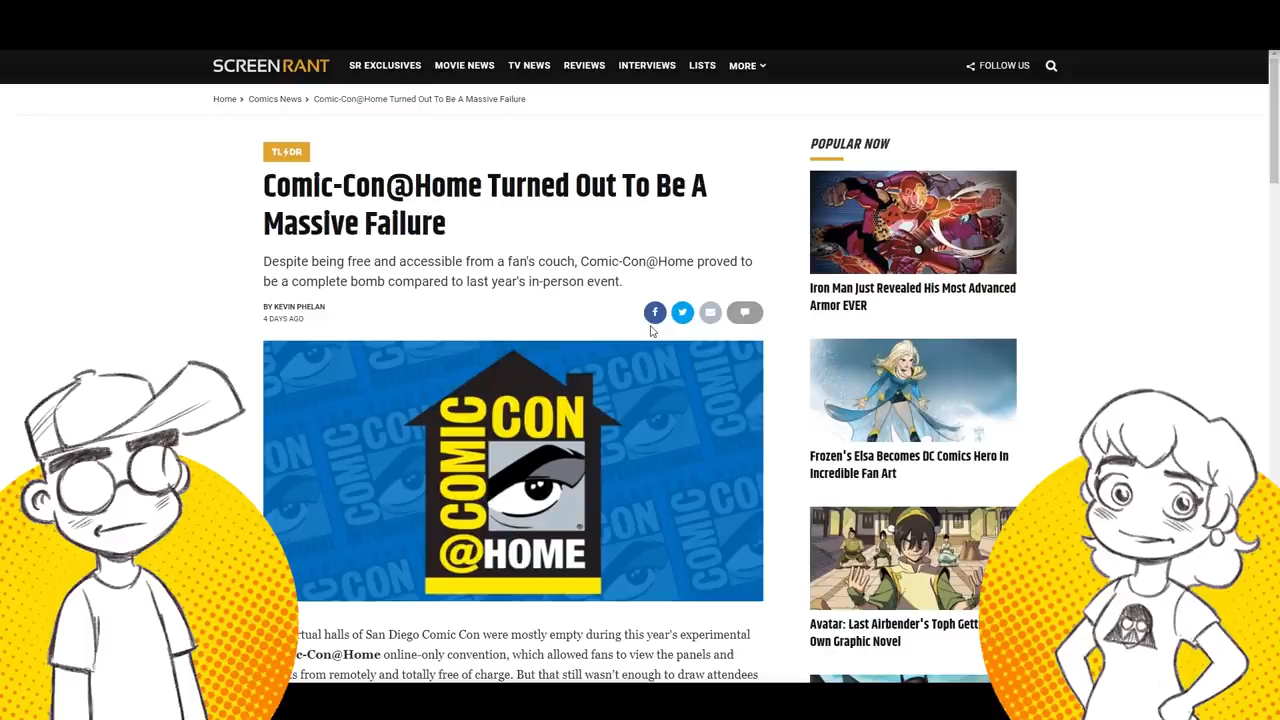 SCREENRANT
SR EXCLUSIVES MOVIE NEWS TV NEWS REVIEWS INTERVIEWS LISTS MORE
FOLLOW US
Home > Comics News > Comic-Con@Home Turned Out To Be A Massive Failure
TL DR
Comic-Con@Home Turned Out To Be A
Massive Failure
Despite being free and accessible from a fan's couch, Comic-Con@Home proved to
be a complete bomb compared to last year's in-person event.
BY KEVIN PHELAN
4 DAYS AGO
COMIC
CON
@HOME
halls of San Diego Comic Con were mostly empty during this year's experimental
-Con@Home online-only convention, which allowed fans to view the panels and
from remotely and totally free of charge. But that still wasn't enough to draw attendees
POPULAR NOW
Iron Man Just Revealed His Most Advanced
Armor EVER
Frozen's Elsa Becomes DC Comics Hero In
Incredible Fan Art
Avatar: Last Airbender's Toph
Own Graphic Novel